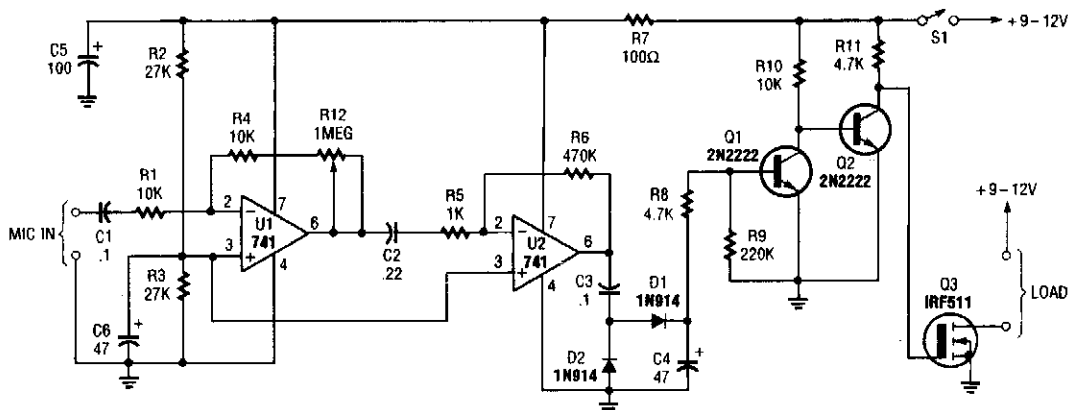 C5
100
R2
27K
R7
100Ω
S1
+9–12V
R11
4.7K
R10
10K
R4
10K
R12
1MEG
R6
470K
Q1
2N2222
Q2
2N2222
R1
10K
MIC IN
C1
.1
2
7
U1
741
6
3
4
R5
1K
C2
.22
2
7
U2
741
6
3
4
R8
4.7K
R9
220K
+9–12V
R3
27K
C6
47
C3
.1
D1
1N914
D2
1N914
C4
47
Q3
IRF511
LOAD
+
−
+
+
−
+
+